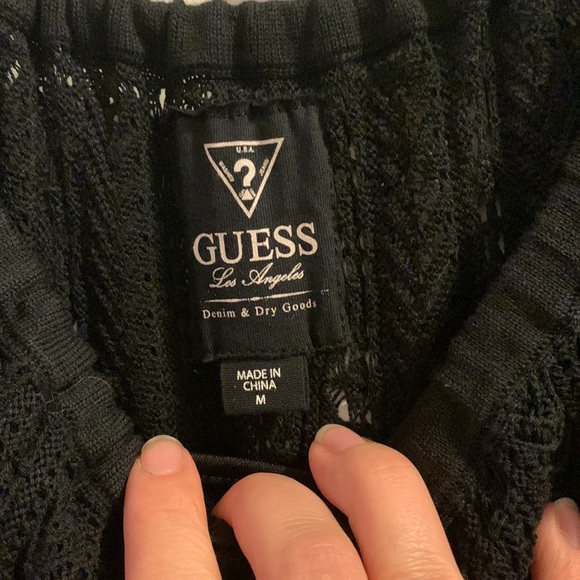 U.S.A.
?
GUESS
Los Angeles
Denim & Dry Goods
MADE IN
CHINA
M